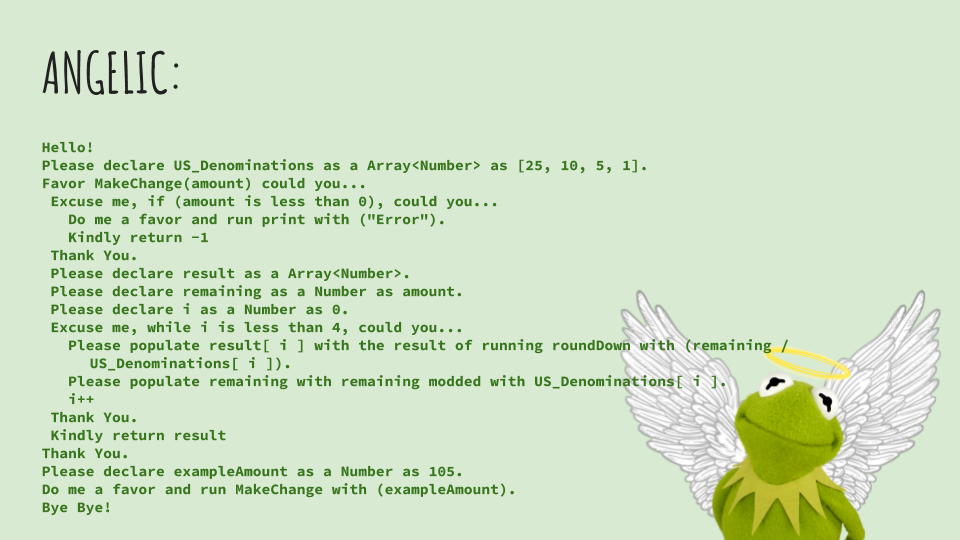 ANGELIC:
Hello!
Please declare US_Denominations as a Array<Number> as [25, 10, 5, 1].
Favor MakeChange(amount) could you...
Excuse me, if (amount is less than 0), could you...
Do me a favor and run print with ("Error").
Kindly return −1
Thank You.
Please declare result as a Array<Number>.
Please declare remaining as a Number as amount.
Please declare i as a Number as 0.
Excuse me, while i is less than 4, could you...
Please populate result[ i ] with the result of running roundDown with (remaining /
US_Denominations[ i ]).
Please populate remaining with remaining modded with US_Denominations[ i ].
i++
Thank You.
Kindly return result
Thank You.
Please declare exampleAmount as a Number as 105.
Do me a favor and run MakeChange with (exampleAmount).
Bye Bye!